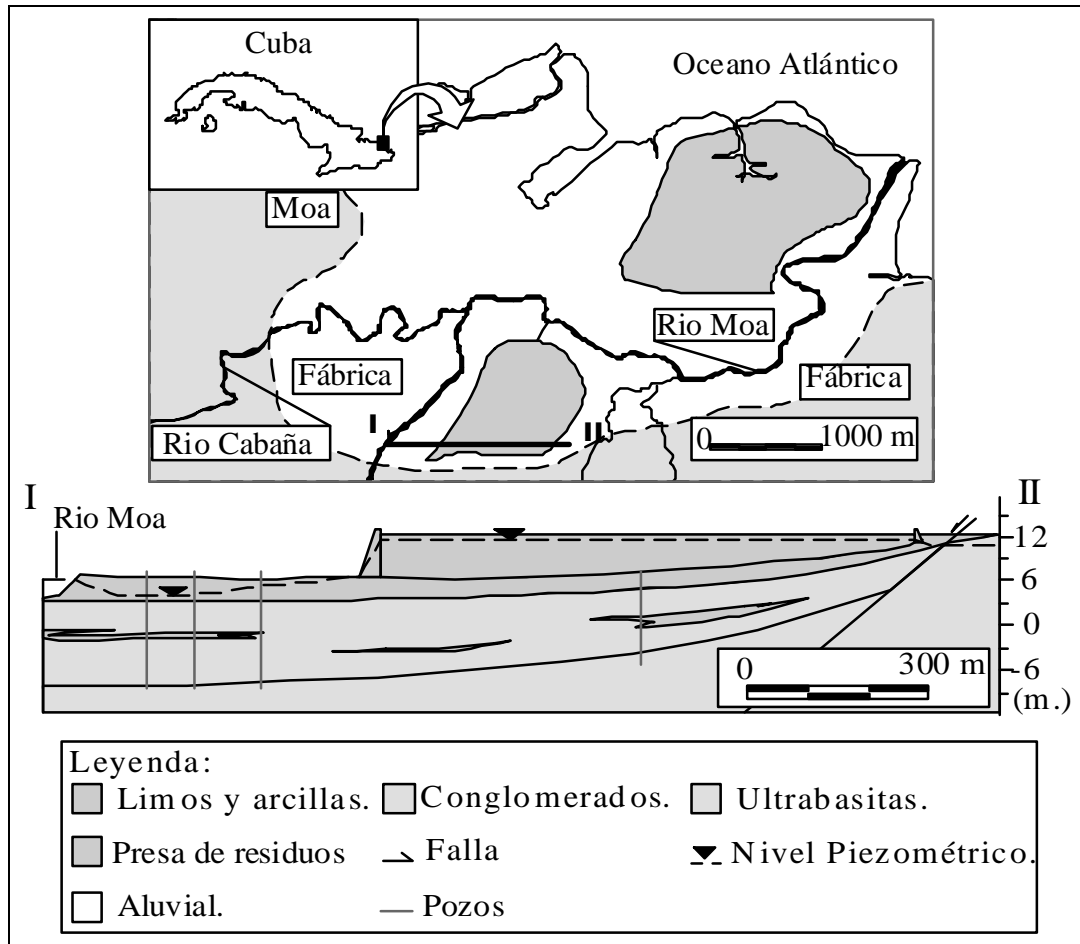 Cuba
Oceano Atlántico
Moa
Rio Moa
Fábrica
Fábrica
I
II
Rio Cabaña
0 1000 m
I
II
Rio Moa
12
6
0
-6
(m.)
0 300 m
Leyenda:
Limos y arcillas. Conglomerados. Ultrabasitas.
Presa de residuos Falla Nivel Piezométrico.
Aluvial. Pozos